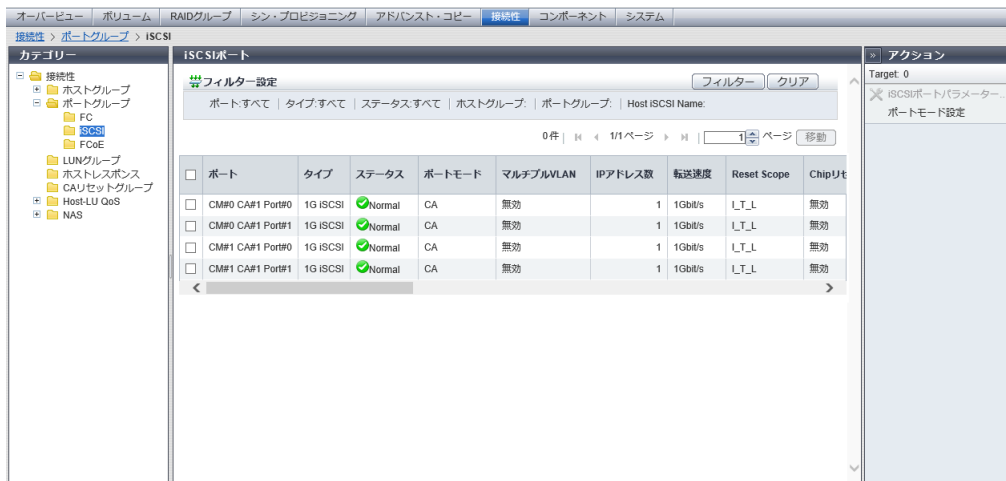 オーバービュー ボリューム RAIDグループ シン・プロビジョニング アドバンスト・コピー 接続性 コンポーネント システム
接続性 > ポートグループ > iSCSI
カテゴリー
接続性
ホストグループ
ポートグループ
FC
iSCSI
FCoE
LUNグループ
ホストレスポンス
CAリセットグループ
Host-LU QoS
NAS
iSCSIポート
フィルター設定 フィルター クリア
ポート:すべて | タイプ:すべて | ステータス:すべて | ホストグループ: | ポートグループ: | Host iSCSI Name:
0件 | 1/1ページ | 1 ページ 移動
ポート タイプ ステータス ポートモード マルチプルVLAN IPアドレス数 転送速度 Reset Scope Chipリセ
CM#0 CA#1 Port#0 1G iSCSI Normal CA 無効 1 1Gbit/s I_T_L 無効
CM#0 CA#1 Port#1 1G iSCSI Normal CA 無効 1 1Gbit/s I_T_L 無効
CM#1 CA#1 Port#0 1G iSCSI Normal CA 無効 1 1Gbit/s I_T_L 無効
CM#1 CA#1 Port#1 1G iSCSI Normal CA 無効 1 1Gbit/s I_T_L 無効
» アクション
Target: 0
iSCSIポートパラメーター...
ポートモード設定